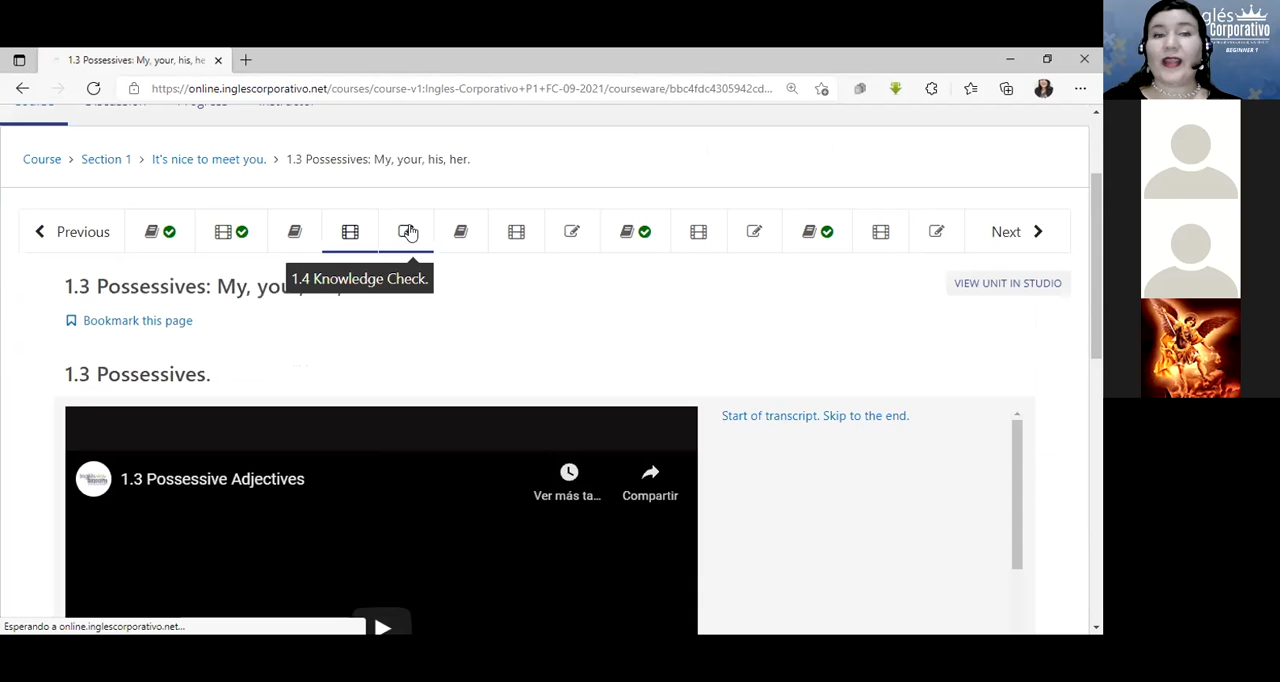 1.3 Possessives: My, your, his, he
https://online.inglescorporativo.net/courses/course-v1:Ingles-Corporativo+P1+FC-09-2021/courseware/bbc4fdc4305942cd...
Course > Section 1 > It's nice to meet you. > 1.3 Possessives: My, your, his, her.
Previous
Next
1.4 Knowledge Check.
1.3 Possessives: My, you
VIEW UNIT IN STUDIO
Bookmark this page
1.3 Possessives.
Start of transcript. Skip to the end.
1.3 Possessive Adjectives
Ver más ta...
Compartir
Esperando a online.inglescorporativo.net...
glés
Corporativo
BEGINNER 1